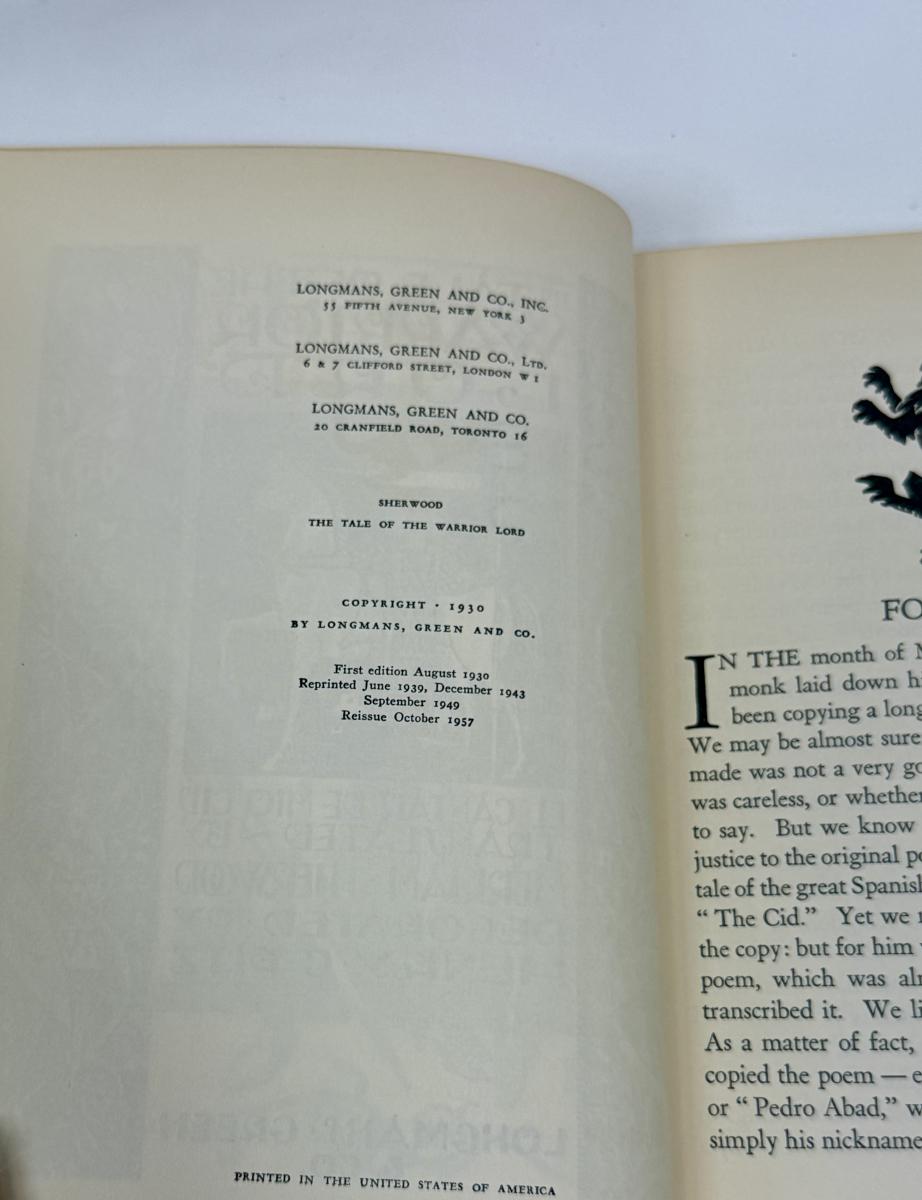 LONGMANS, GREEN AND CO., INC.
55 FIFTH AVENUE, NEW YORK 3
LONGMANS, GREEN AND CO., LTD.
6 & 7 CLIFFORD STREET, LONDON W 1
LONGMANS, GREEN AND CO.
20 CRANFIELD ROAD, TORONTO 16
SHERWOOD
THE TALE OF THE WARRIOR LORD
COPYRIGHT · 1930
BY LONGMANS, GREEN AND CO.
First edition August 1930
Reprinted June 1939, December 1943
September 1949
Reissue October 1957
PRINTED IN THE UNITED STATES OF AMERICA
FO
IN THE month of
monk laid down
been copying a long
We may be almost sure
made was not a very
was careless, or whether
to say. But we know
justice to the original
tale of the great Spanish
“ The Cid.” Yet we
the copy: but for him
poem, which was
transcribed it. We
As a matter of fact,
copied the poem —
or “ Pedro Abad,”
simply his nickname